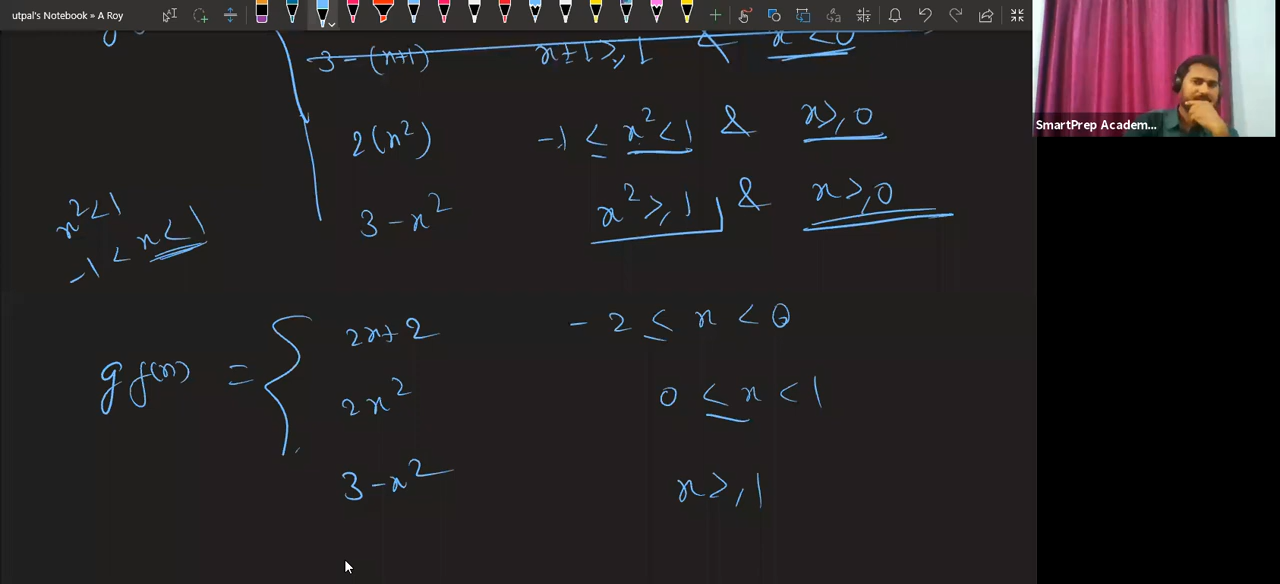 utpal's Notebook » A Roy
3 - (x+1) x+1 ≥ 1 & x < 0
2(x²) -1 ≤ x² < 1 & x ≥ 0
3 - x² x² ≥ 1 & x ≥ 0
x² < 1
-1 < x < 1
gf(x) = { 2x+2 -2 ≤ x < 0
2x² 0 ≤ x < 1
3 - x² x ≥ 1
SmartPrep Academ...